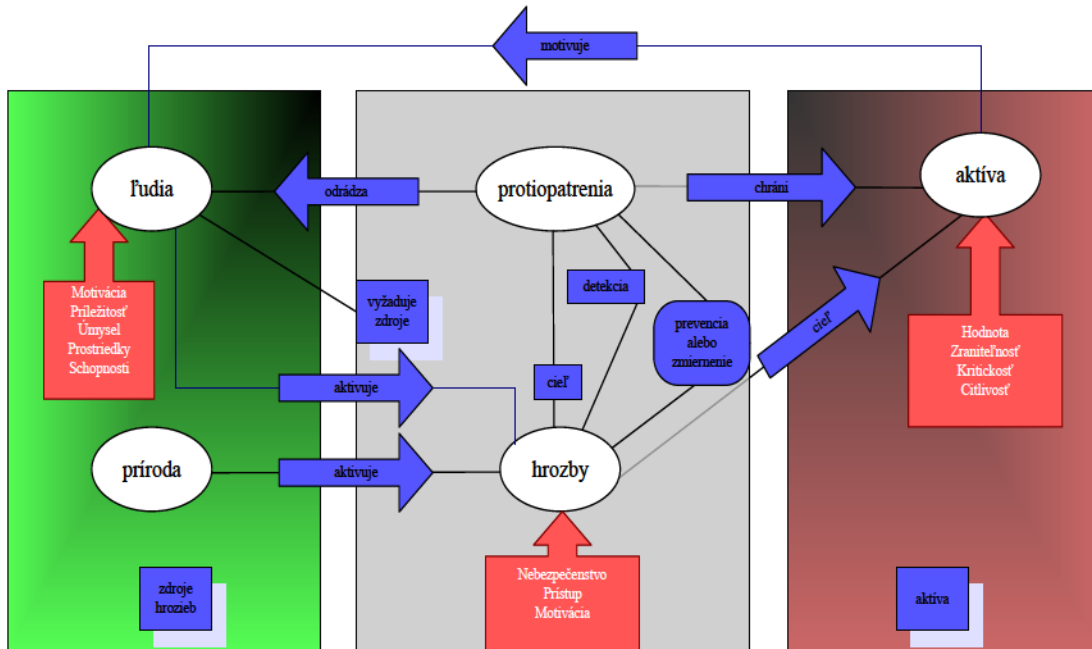 motivuje
ľudia
odrádza
protiopatrenia
chráni
aktíva
Motivácia
Príležitosť
Úmysel
Prostriedky
Schopnosti
vyžaduje
zdroje
detekcia
prevencia
alebo
zmiernenie
cieľ
cieľ
Hodnota
Zraniteľnosť
Kritickosť
Citlivosť
aktivuje
príroda
aktivuje
hrozby
Nebezpečenstvo
Prístup
Motivácia
zdroje
hrozieb
aktíva